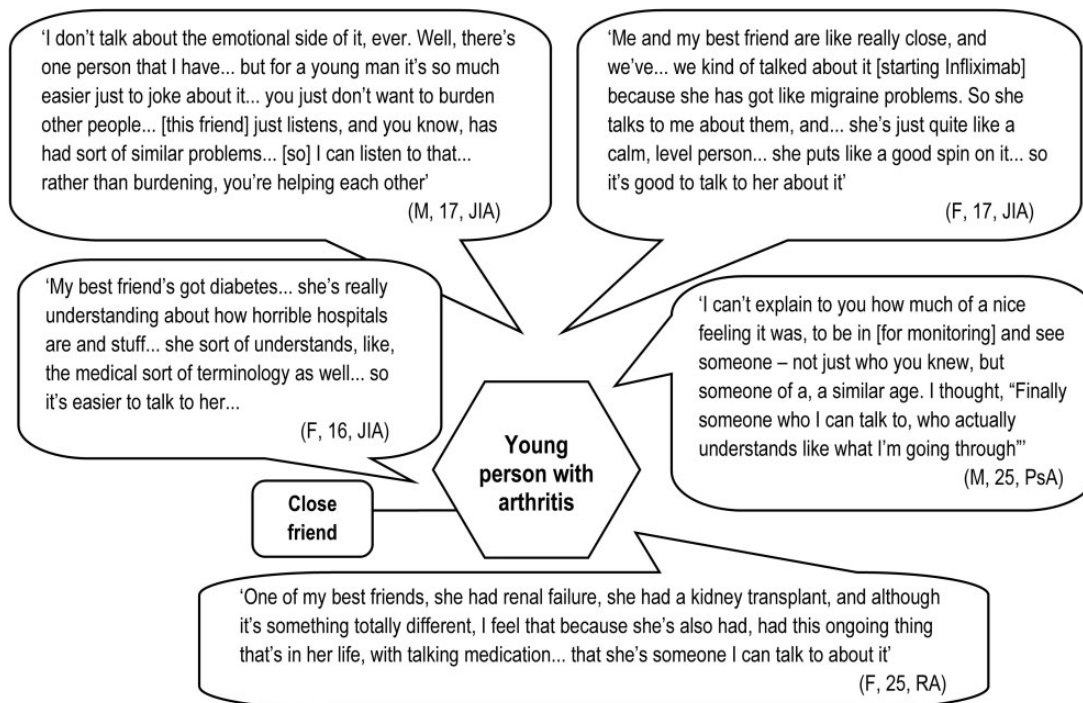 ‘I don’t talk about the emotional side of it, ever. Well, there’s
one person that I have... but for a young man it’s so much
easier just to joke about it... you just don’t want to burden
other people... [this friend] just listens, and you know, has
had sort of similar problems... [so] I can listen to that...
rather than burdening, you’re helping each other’
(M, 17, JIA)
‘Me and my best friend are like really close, and
we’ve... we kind of talked about it [starting Infliximab]
because she has got like migraine problems. So she
talks to me about them, and... she’s just quite like a
calm, level person... she puts like a good spin on it... so
it’s good to talk to her about it’
(F, 17, JIA)
‘My best friend’s got diabetes... she’s really
understanding about how horrible hospitals
are and stuff... she sort of understands, like,
the medical sort of terminology as well... so
it’s easier to talk to her...
(F, 16, JIA)
‘I can’t explain to you how much of a nice
feeling it was, to be in [for monitoring] and see
someone – not just who you knew, but
someone of a, a similar age. I thought, “Finally
someone who I can talk to, who actually
understands like what I’m going through”’
(M, 25, PsA)
Young
person with
arthritis
Close
friend
‘One of my best friends, she had renal failure, she had a kidney transplant, and although
it’s something totally different, I feel that because she’s also had, had this ongoing thing
that’s in her life, with talking medication... that she’s someone I can talk to about it’
(F, 25, RA)